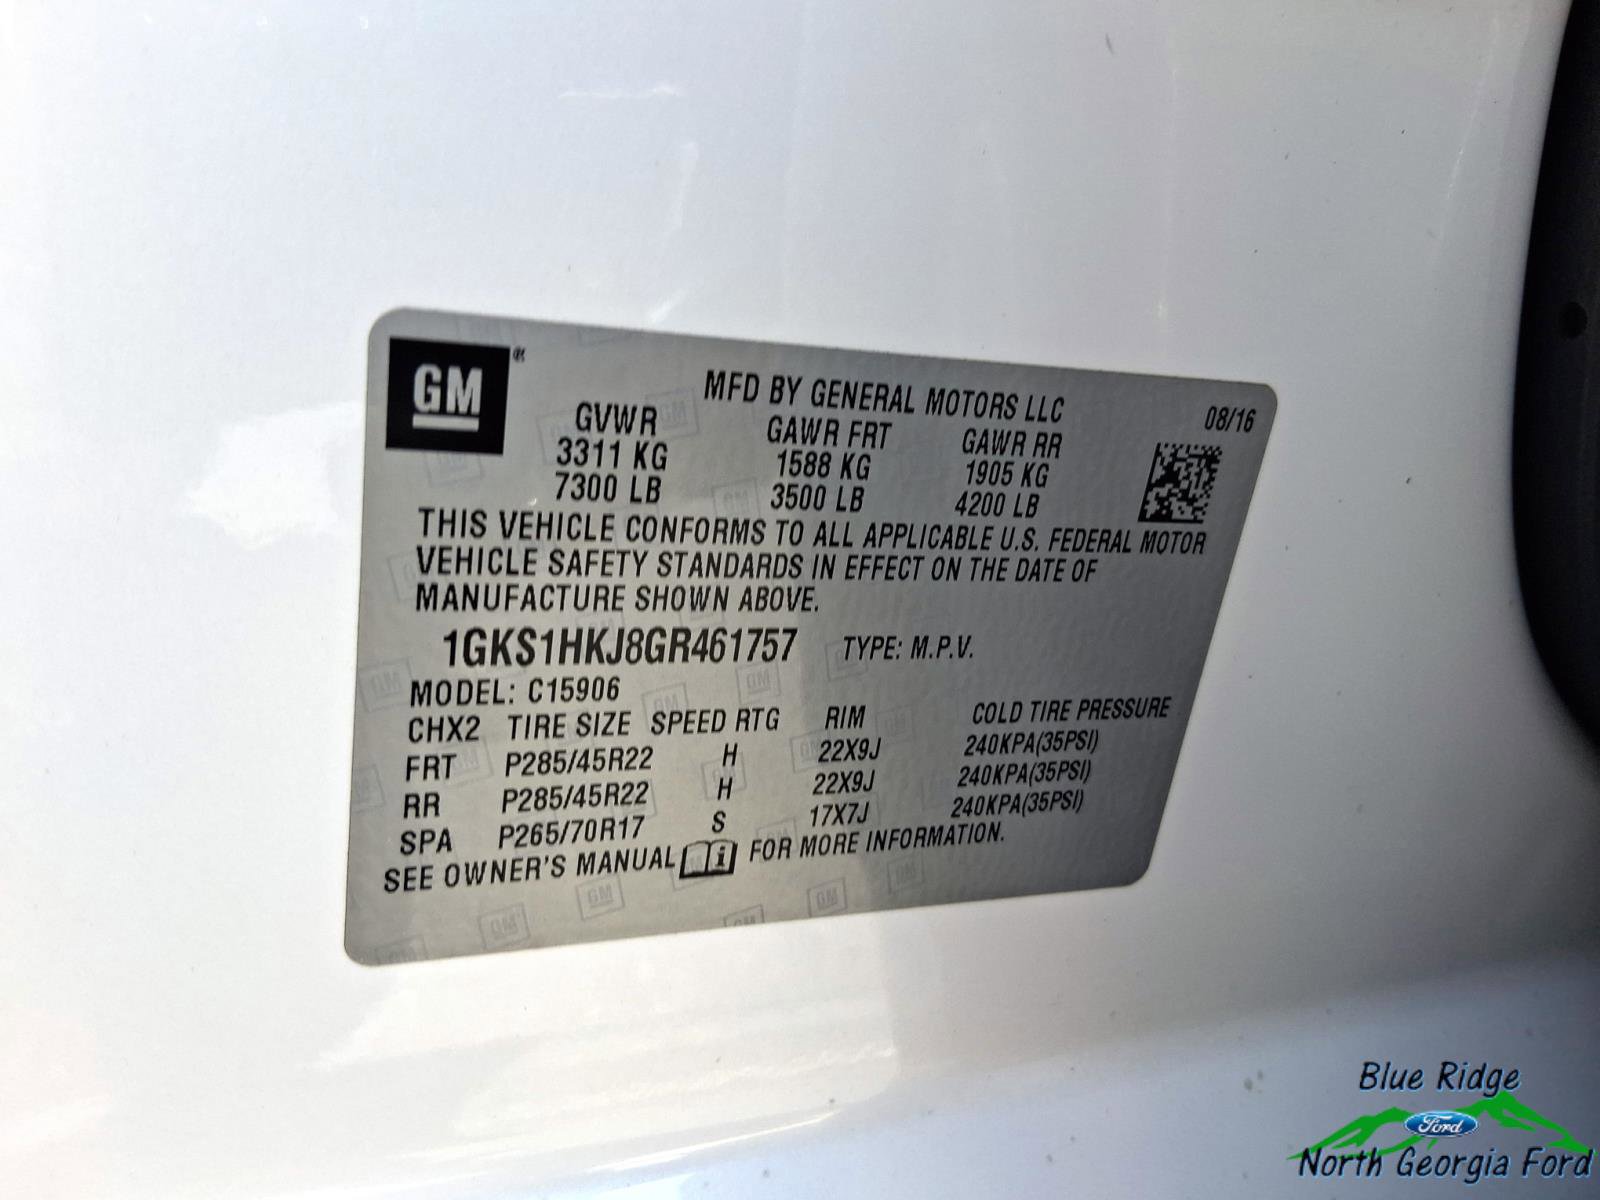 GM®
MFD BY GENERAL MOTORS LLC
08/16
GVWR GAWR FRT GAWR RR
3311 KG 1588 KG 1905 KG
7300 LB 3500 LB 4200 LB
THIS VEHICLE CONFORMS TO ALL APPLICABLE U.S. FEDERAL MOTOR
VEHICLE SAFETY STANDARDS IN EFFECT ON THE DATE OF
MANUFACTURE SHOWN ABOVE.
1GKS1HKJ8GR461757 TYPE: M.P.V.
MODEL: C15906
CHX2 TIRE SIZE SPEED RTG RIM COLD TIRE PRESSURE
FRT P285/45R22 H 22X9J 240KPA(35PSI)
RR P285/45R22 H 22X9J 240KPA(35PSI)
SPA P265/70R17 S 17X7J 240KPA(35PSI)
SEE OWNER'S MANUAL i FOR MORE INFORMATION.
Blue Ridge
Ford
North Georgia Ford